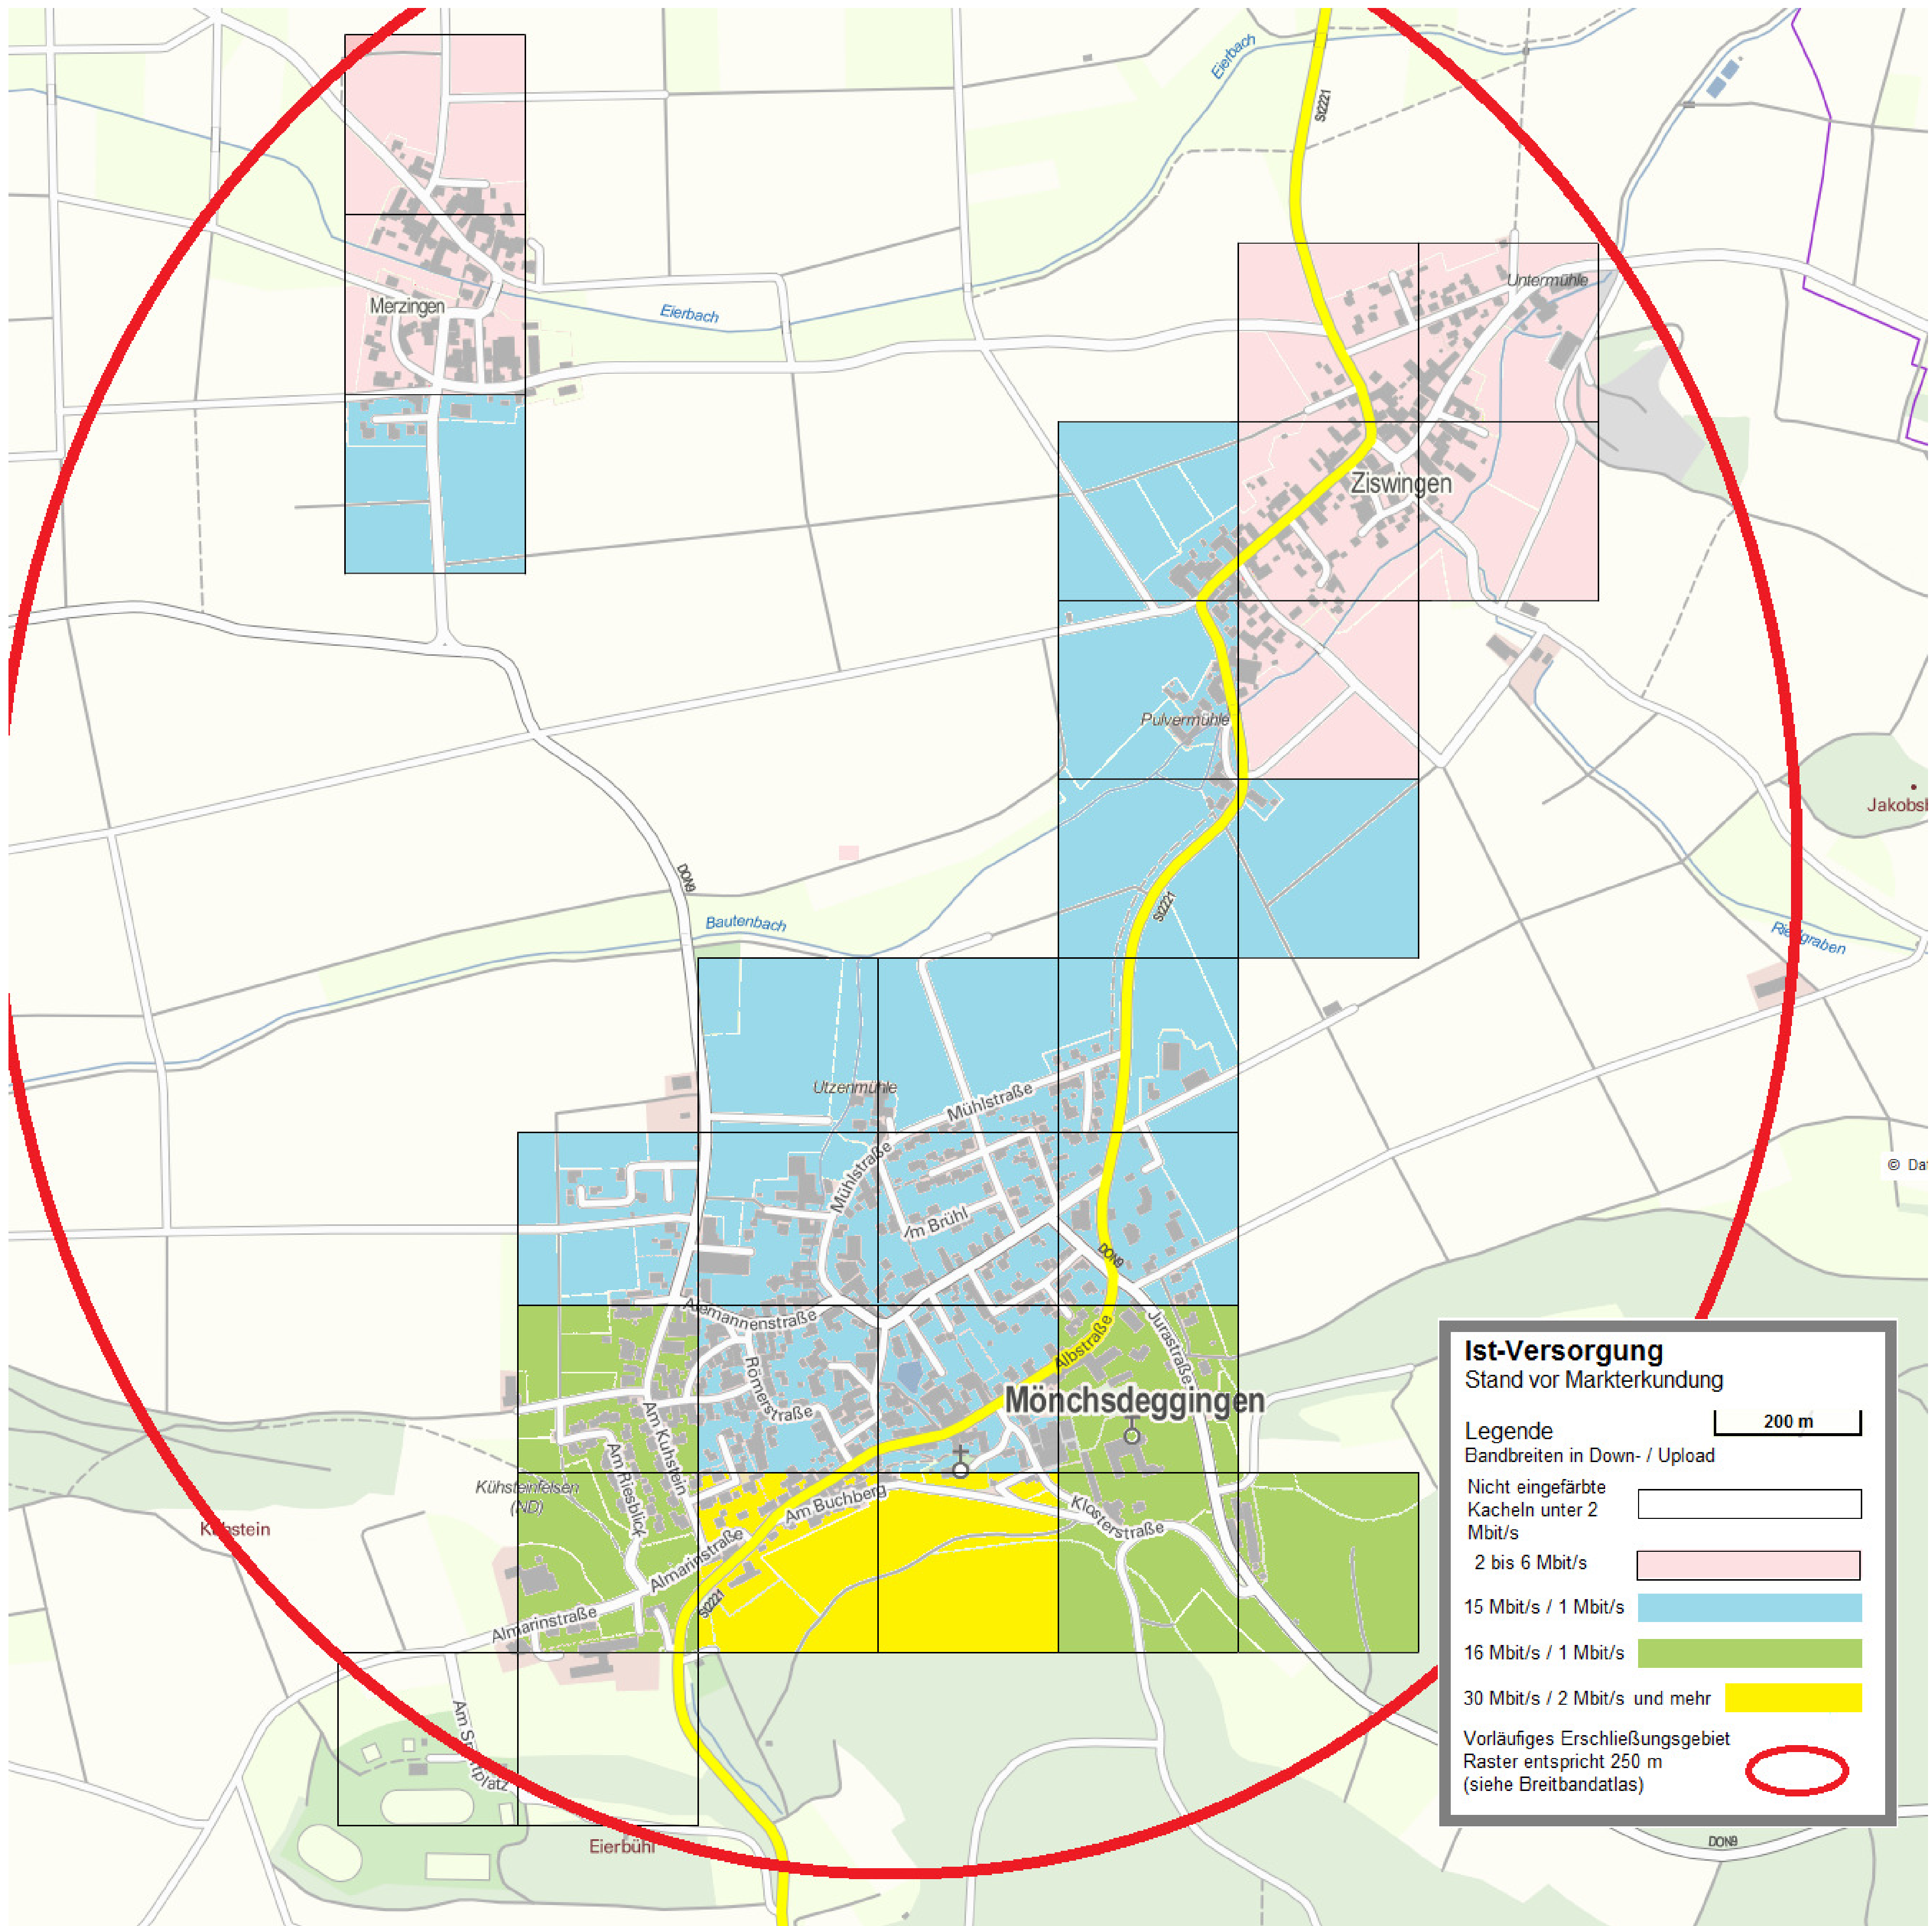 Eierbach
St2221
Untermühle
Merzingen
Eierbach
Ziswingen
Pulvermühle
Jakobsl
DON9
St2221
Bautenbach
Riedgraben
Utzenmühle
Mühlstraße
© Dat
Mühlstraße
Im Brühl
DON9
Alemannenstraße
Jurastraße
Albstraße
Römerstraße
Mönchsdeggingen
Am Kühstein
Am Riesblick
Kühsteinfelsen
(ND)
Kühstein
Am Buchberg
Klosterstraße
Almarinstraße
St2221
Almarinstraße
Am Sportplatz
Eierbühl
DON9
Ist-Versorgung
Stand vor Markterkundung
Legende
200 m
Bandbreiten in Down- / Upload
Nicht eingefärbte
Kacheln unter 2
Mbit/s
2 bis 6 Mbit/s
15 Mbit/s / 1 Mbit/s
16 Mbit/s / 1 Mbit/s
30 Mbit/s / 2 Mbit/s und mehr
Vorläufiges Erschließungsgebiet
Raster entspricht 250 m
(siehe Breitbandatlas)